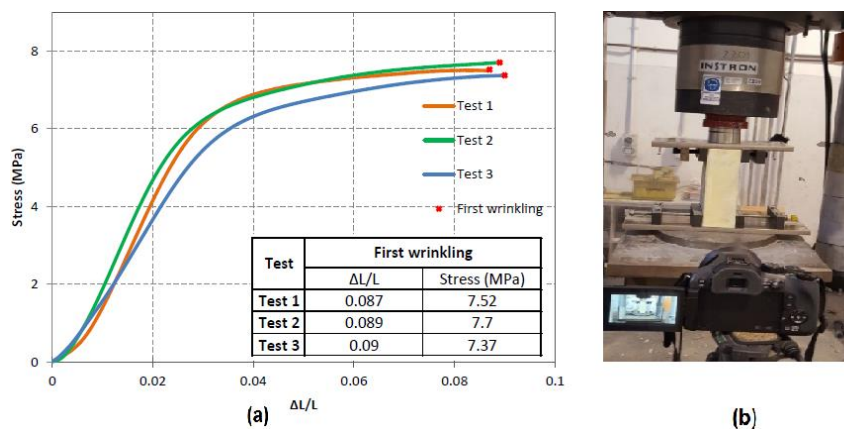 8
6
4
2
0
Stress (MPa)
Test 1
Test 2
Test 3
First wrinkling
Test First wrinkling
ΔL/L Stress (MPa)
Test 1 0.087 7.52
Test 2 0.089 7.7
Test 3 0.09 7.37
0 0.02 0.04 0.06 0.08 0.1
ΔL/L
(a)
INSTRON
(b)